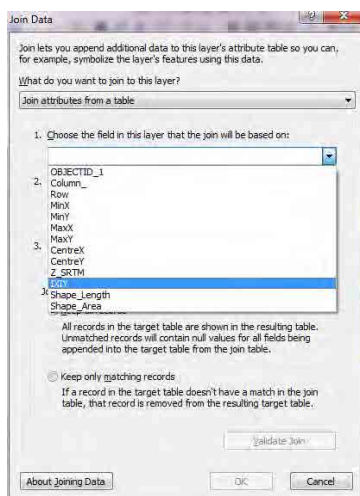 Join Data
Join lets you append additional data to this layer's attribute table so you can,
for example, symbolize the layer's features using this data.
What do you want to join to this layer?
Join attributes from a table
1. Choose the field in this layer that the join will be based on:
OBJECTID_1
2. Column_
Row
MinX
MinY
MaxX
MaxY
3. CentreX
CentreY
Z_SRTM
Shape_Length
Shape_Area
All records in the target table are shown in the resulting table.
Unmatched records will contain null values for all fields being
appended into the target table from the join table.
Keep only matching records
If a record in the target table doesn't have a match in the join
table, that record is removed from the resulting target table.
Validate Join
About Joining Data
OK
Cancel